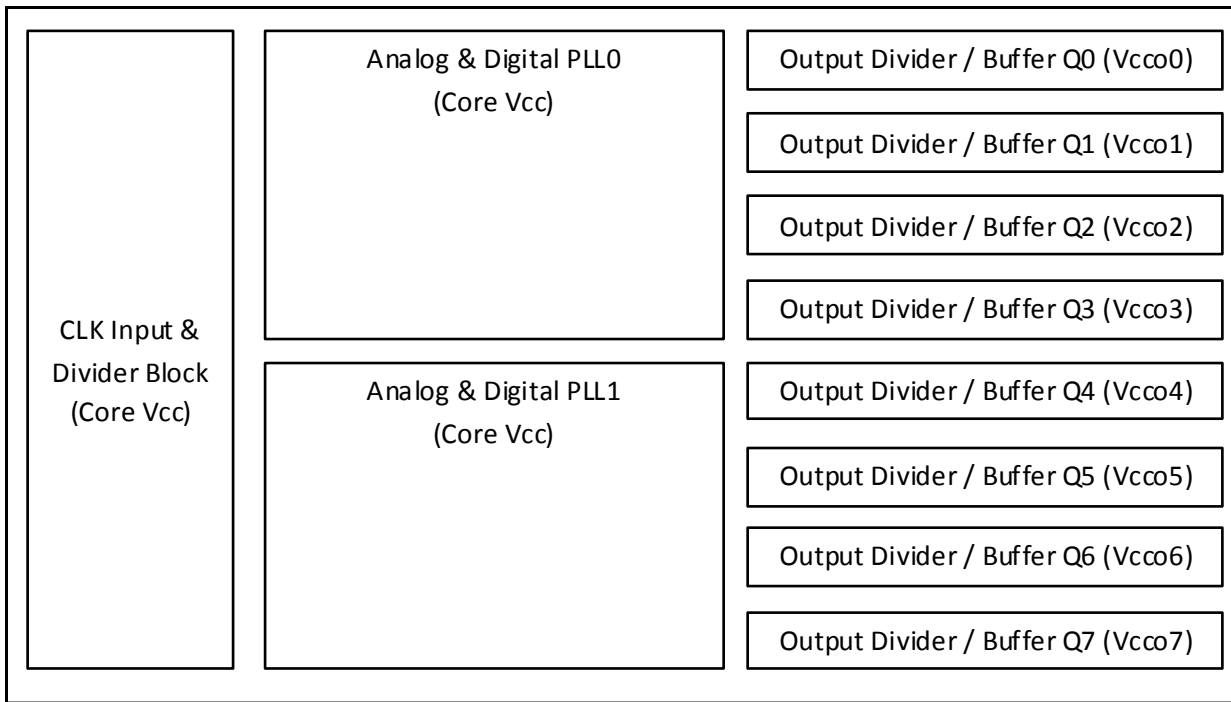 CLK Input &
Divider Block
(Core Vcc)
Analog & Digital PLL0
(Core Vcc)
Analog & Digital PLL1
(Core Vcc)
Output Divider / Buffer Q0 (Vcco0)
Output Divider / Buffer Q1 (Vcco1)
Output Divider / Buffer Q2 (Vcco2)
Output Divider / Buffer Q3 (Vcco3)
Output Divider / Buffer Q4 (Vcco4)
Output Divider / Buffer Q5 (Vcco5)
Output Divider / Buffer Q6 (Vcco6)
Output Divider / Buffer Q7 (Vcco7)